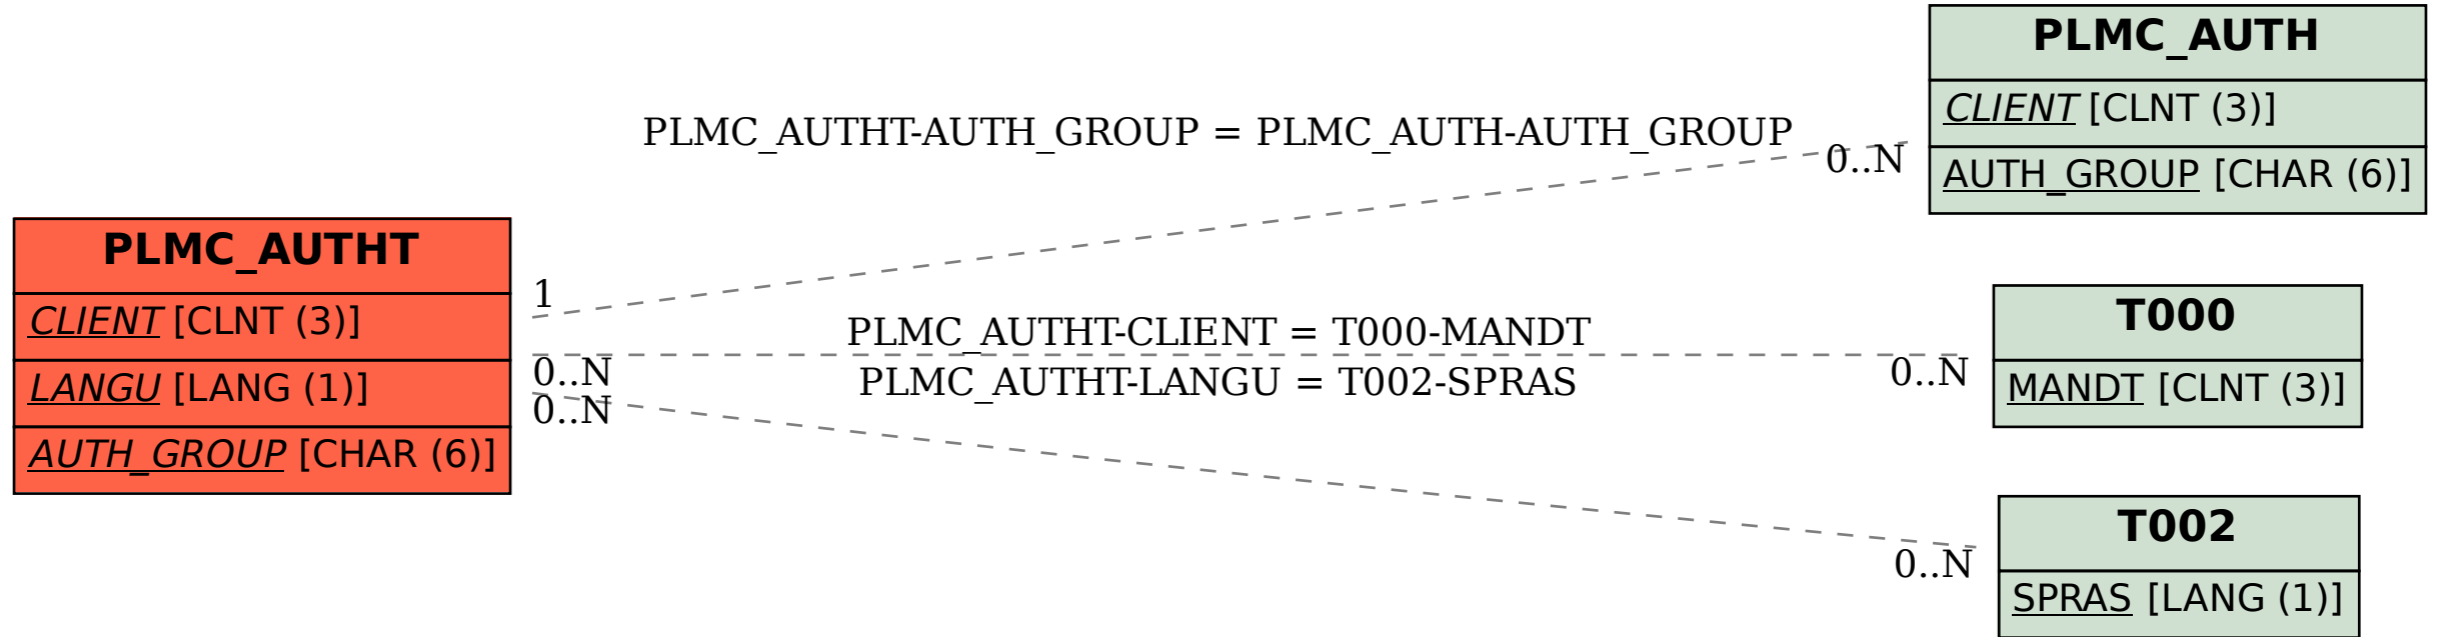 PLMC_AUTH
CLIENT [CLNT (3)]
AUTH_GROUP [CHAR (6)]
PLMC_AUTHT-AUTH_GROUP = PLMC_AUTH-AUTH_GROUP
0..N
PLMC_AUTHT
CLIENT [CLNT (3)]
LANGU [LANG (1)]
AUTH_GROUP [CHAR (6)]
1
PLMC_AUTHT-CLIENT = T000-MANDT
0..N
0..N
PLMC_AUTHT-LANGU = T002-SPRAS
0..N
T000
MANDT [CLNT (3)]
0..N
T002
SPRAS [LANG (1)]